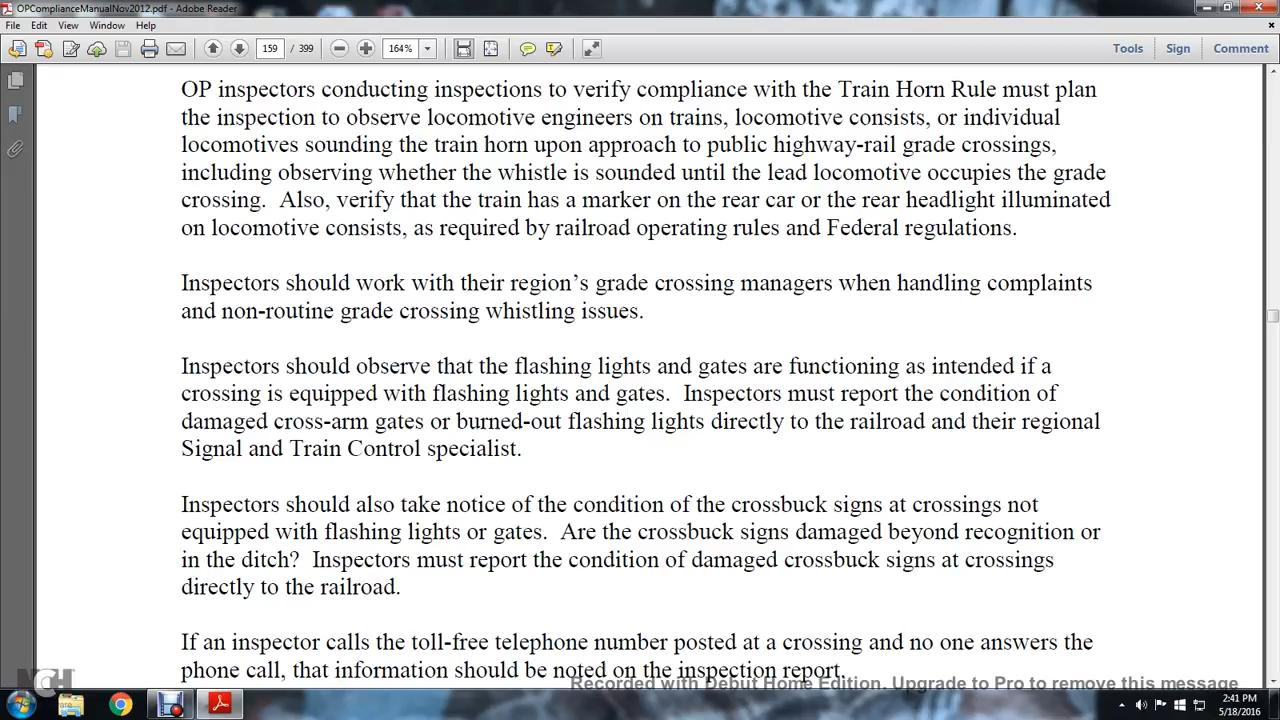 OPComplianceManualNov2012.pdf - Adobe Reader
File Edit View Window Help
159 / 399 164% Tools Sign Comment
OP inspectors conducting inspections to verify compliance with the Train Horn Rule must plan
the inspection to observe locomotive engineers on trains, locomotive consists, or individual
locomotives sounding the train horn upon approach to public highway-rail grade crossings,
including observing whether the whistle is sounded until the lead locomotive occupies the grade
crossing. Also, verify that the train has a marker on the rear car or the rear headlight illuminated
on locomotive consists, as required by railroad operating rules and Federal regulations.
Inspectors should work with their region’s grade crossing managers when handling complaints
and non-routine grade crossing whistling issues.
Inspectors should observe that the flashing lights and gates are functioning as intended if a
crossing is equipped with flashing lights and gates. Inspectors must report the condition of
damaged cross-arm gates or burned-out flashing lights directly to the railroad and their regional
Signal and Train Control specialist.
Inspectors should also take notice of the condition of the crossbuck signs at crossings not
equipped with flashing lights or gates. Are the crossbuck signs damaged beyond recognition or
in the ditch? Inspectors must report the condition of damaged crossbuck signs at crossings
directly to the railroad.
If an inspector calls the toll-free telephone number posted at a crossing and no one answers the
phone call, that information should be noted on the inspection report.
Recorded with Debut Home Edition. Upgrade to Pro to remove this message
NCH
2:41 PM
5/18/2016